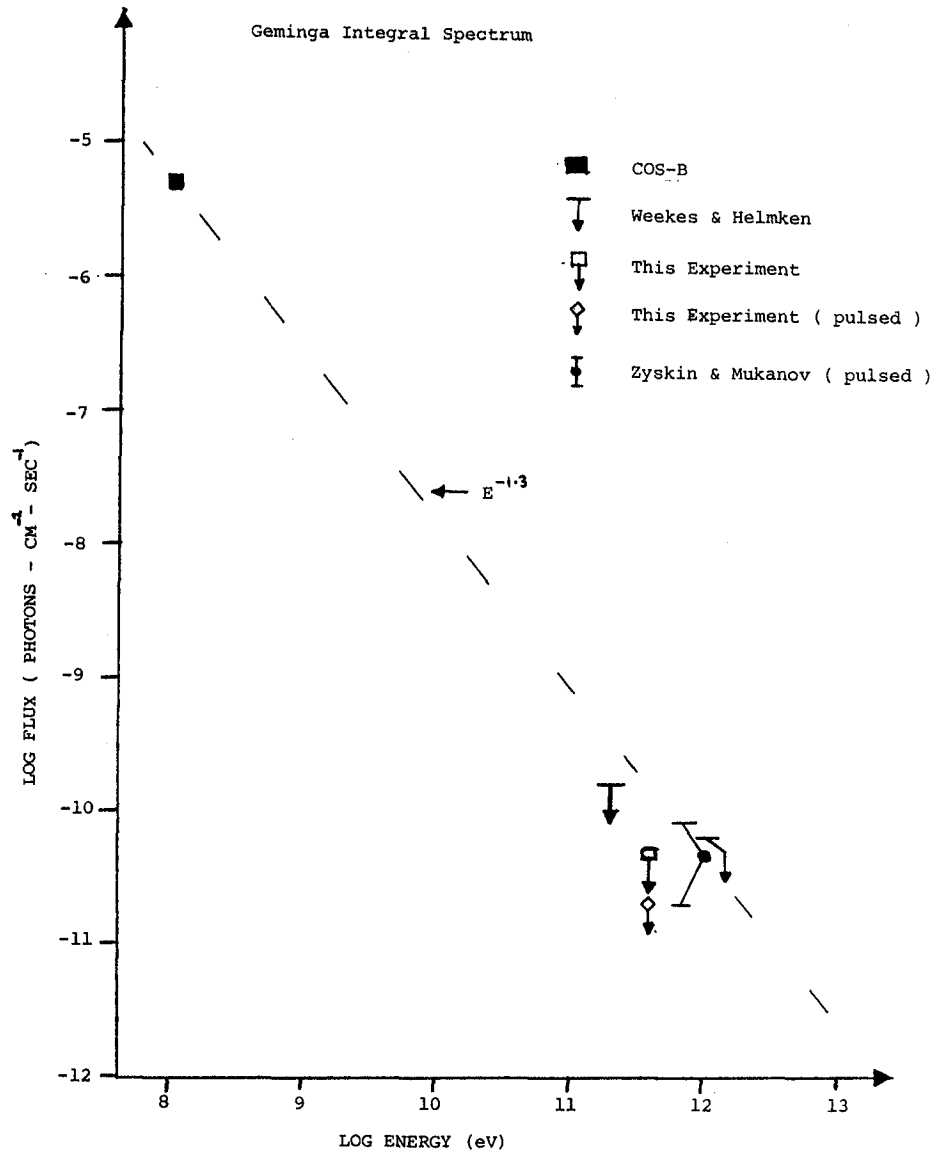 Geminga Integral Spectrum
-5
-6
-7
-8
-9
-10
-11
-12
LOG FLUX ( PHOTONS - CM⁻² - SEC⁻¹)
COS-B
Weekes & Helmken
This Experiment
This Experiment ( pulsed )
Zyskin & Mukanov ( pulsed )
E⁻¹·³
8 9 10 11 12 13
LOG ENERGY (eV)